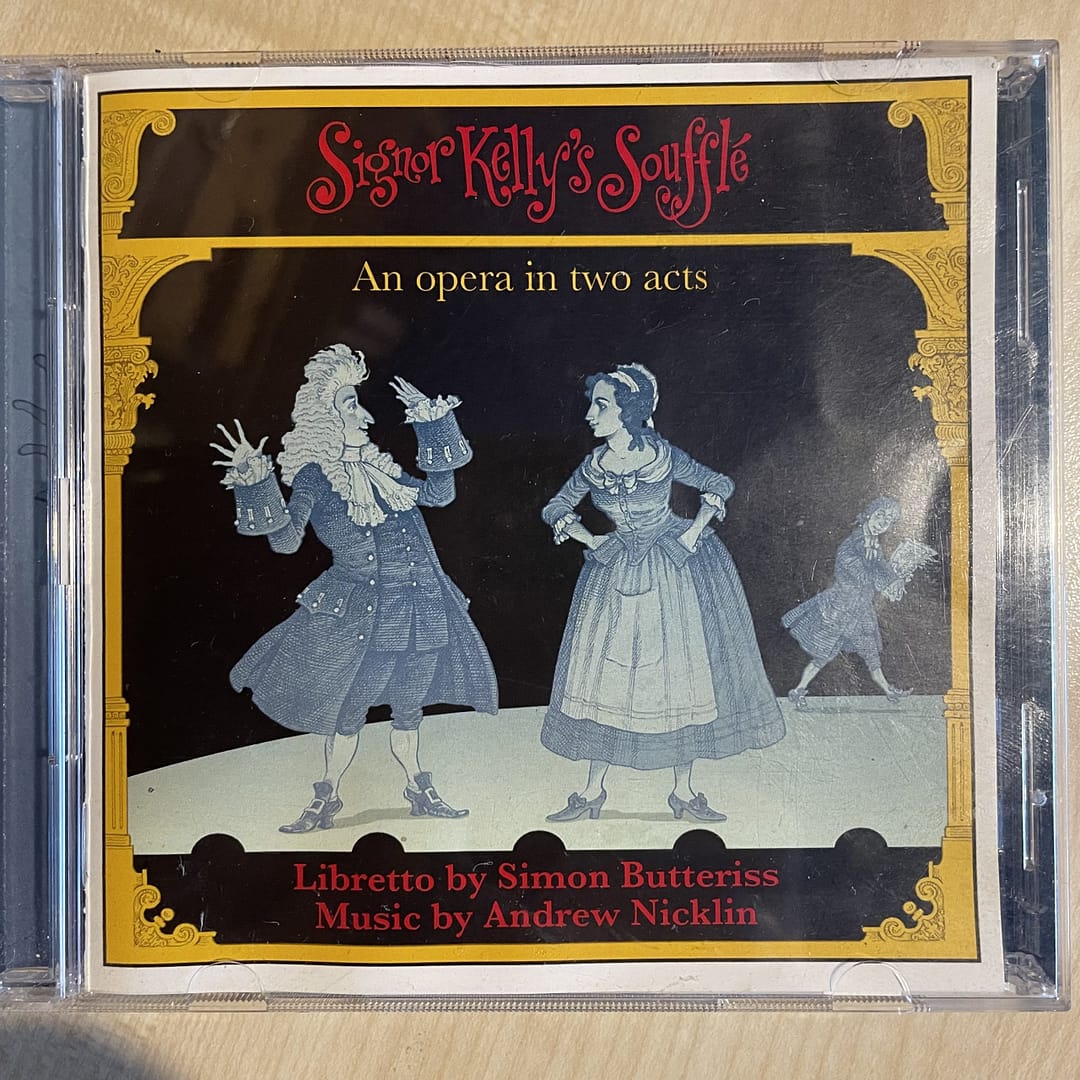 Signor Kelly's Soufflé
An opera in two acts
Libretto by Simon Butteriss
Music by Andrew Nicklin